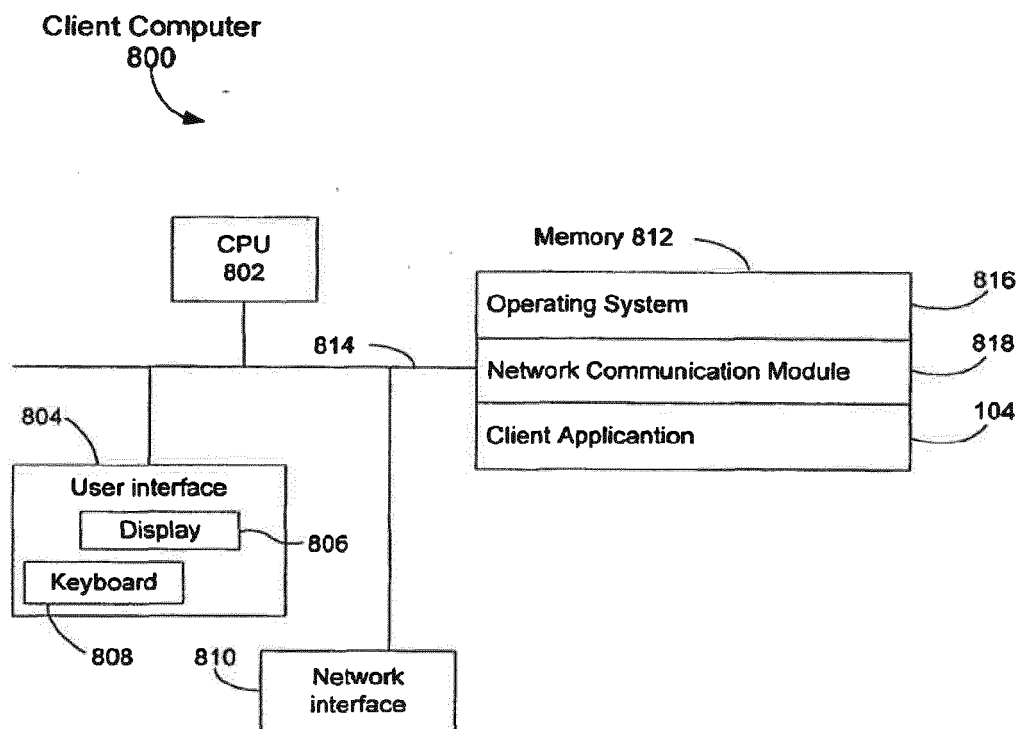 Client Computer
800
CPU
802
Memory 812
Operating System
816
814
Network Communication Module
818
Client Applicantion
104
804
User interface
Display
806
Keyboard
808
810
Network
interface